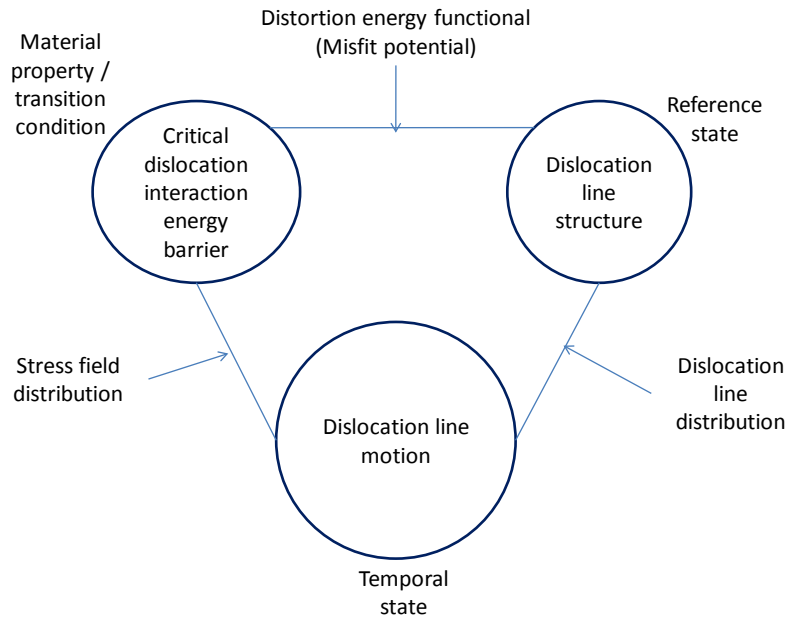 Distortion energy functional
(Misfit potential)
Material
property /
transition
condition
Critical
dislocation
interaction
energy
barrier
Reference
state
Dislocation
line
structure
Stress field
distribution
Dislocation line
motion
Dislocation
line
distribution
Temporal
state